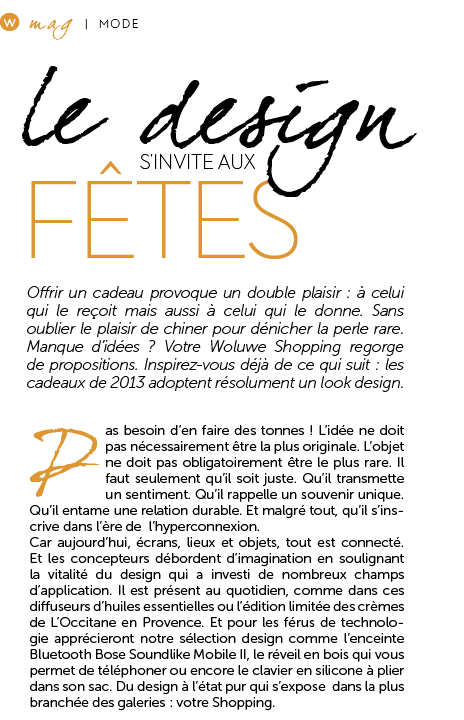 W mag | MODE
le design
S'INVITE AUX
FÊTES
Offrir un cadeau provoque un double plaisir : à celui
qui le reçoit mais aussi à celui qui le donne. Sans
oublier le plaisir de chiner pour dénicher la perle rare.
Manque d'idées ? Votre Woluwe Shopping regorge
de propositions. Inspirez-vous déjà de ce qui suit : les
cadeaux de 2013 adoptent résolument un look design.
Pas besoin d'en faire des tonnes ! L'idée ne doit
pas nécessairement être la plus originale. L'objet
ne doit pas obligatoirement être le plus rare. Il
faut seulement qu'il soit juste. Qu'il transmette
un sentiment. Qu'il rappelle un souvenir unique.
Qu'il entame une relation durable. Et malgré tout, qu'il s'ins-
crive dans l'ère de l'hyperconnexion.
Car aujourd'hui, écrans, lieux et objets, tout est connecté.
Et les concepteurs débordent d'imagination en soulignant
la vitalité du design qui a investi de nombreux champs
d'application. Il est présent au quotidien, comme dans ces
diffuseurs d'huiles essentielles ou l'édition limitée des crèmes
de L'Occitane en Provence. Et pour les férus de technolo-
gie apprécieront notre sélection design comme l'enceinte
Bluetooth Bose Soundlike Mobile II, le réveil en bois qui vous
permet de téléphoner ou encore le clavier en silicone à plier
dans son sac. Du design à l'état pur qui s'expose dans la plus
branchée des galeries : votre Shopping.